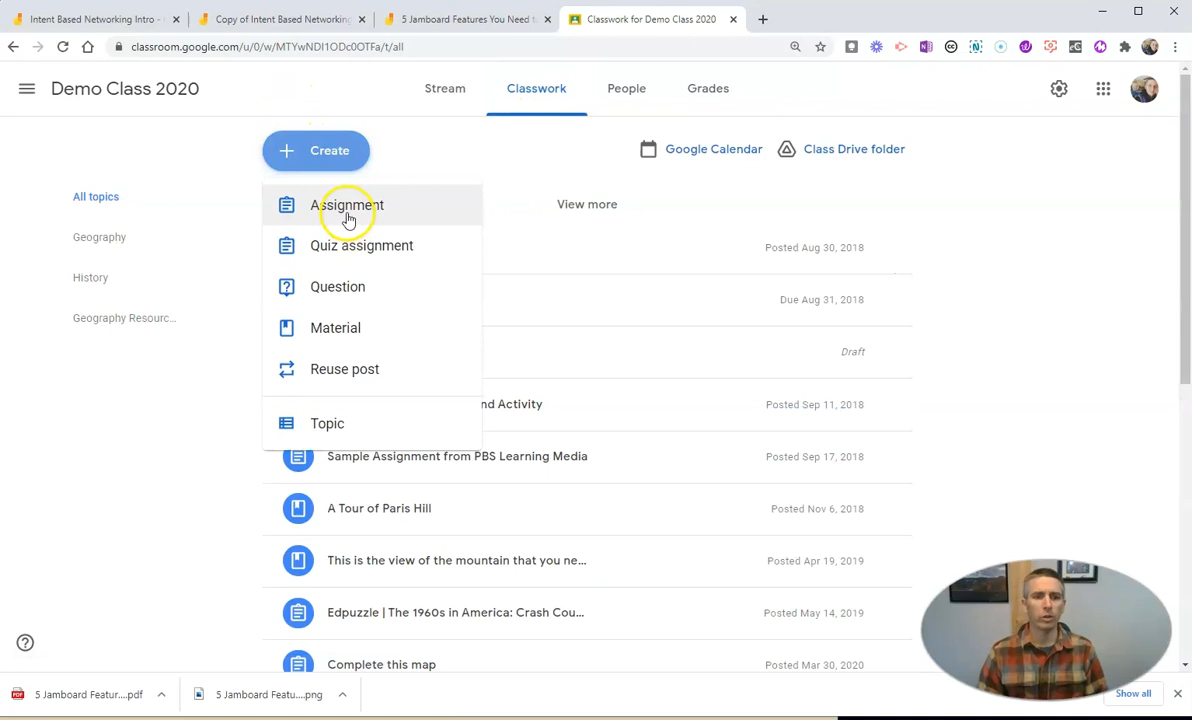 Intent Based Networking Intro -
Copy of Intent Based Networking
5 Jamboard Features You Need t
Classwork for Demo Class 2020
classroom.google.com/u/0/w/MTYwNDI1ODc0OTFa/t/all
Demo Class 2020
Stream
Classwork
People
Grades
Create
Google Calendar
Class Drive folder
All topics
Geography
History
Geography Resourc...
Assignment
Quiz assignment
Question
Material
Reuse post
Topic
View more
Posted Aug 30, 2018
Due Aug 31, 2018
Draft
nd Activity
Posted Sep 11, 2018
Sample Assignment from PBS Learning Media
Posted Sep 17, 2018
A Tour of Paris Hill
Posted Nov 6, 2018
This is the view of the mountain that you ne...
Posted Apr 19, 2019
Edpuzzle | The 1960s in America: Crash Cou...
Posted May 14, 2019
Complete this map
Posted Mar 30, 2020
5 Jamboard Featur....pdf
5 Jamboard Featu....png
Show all